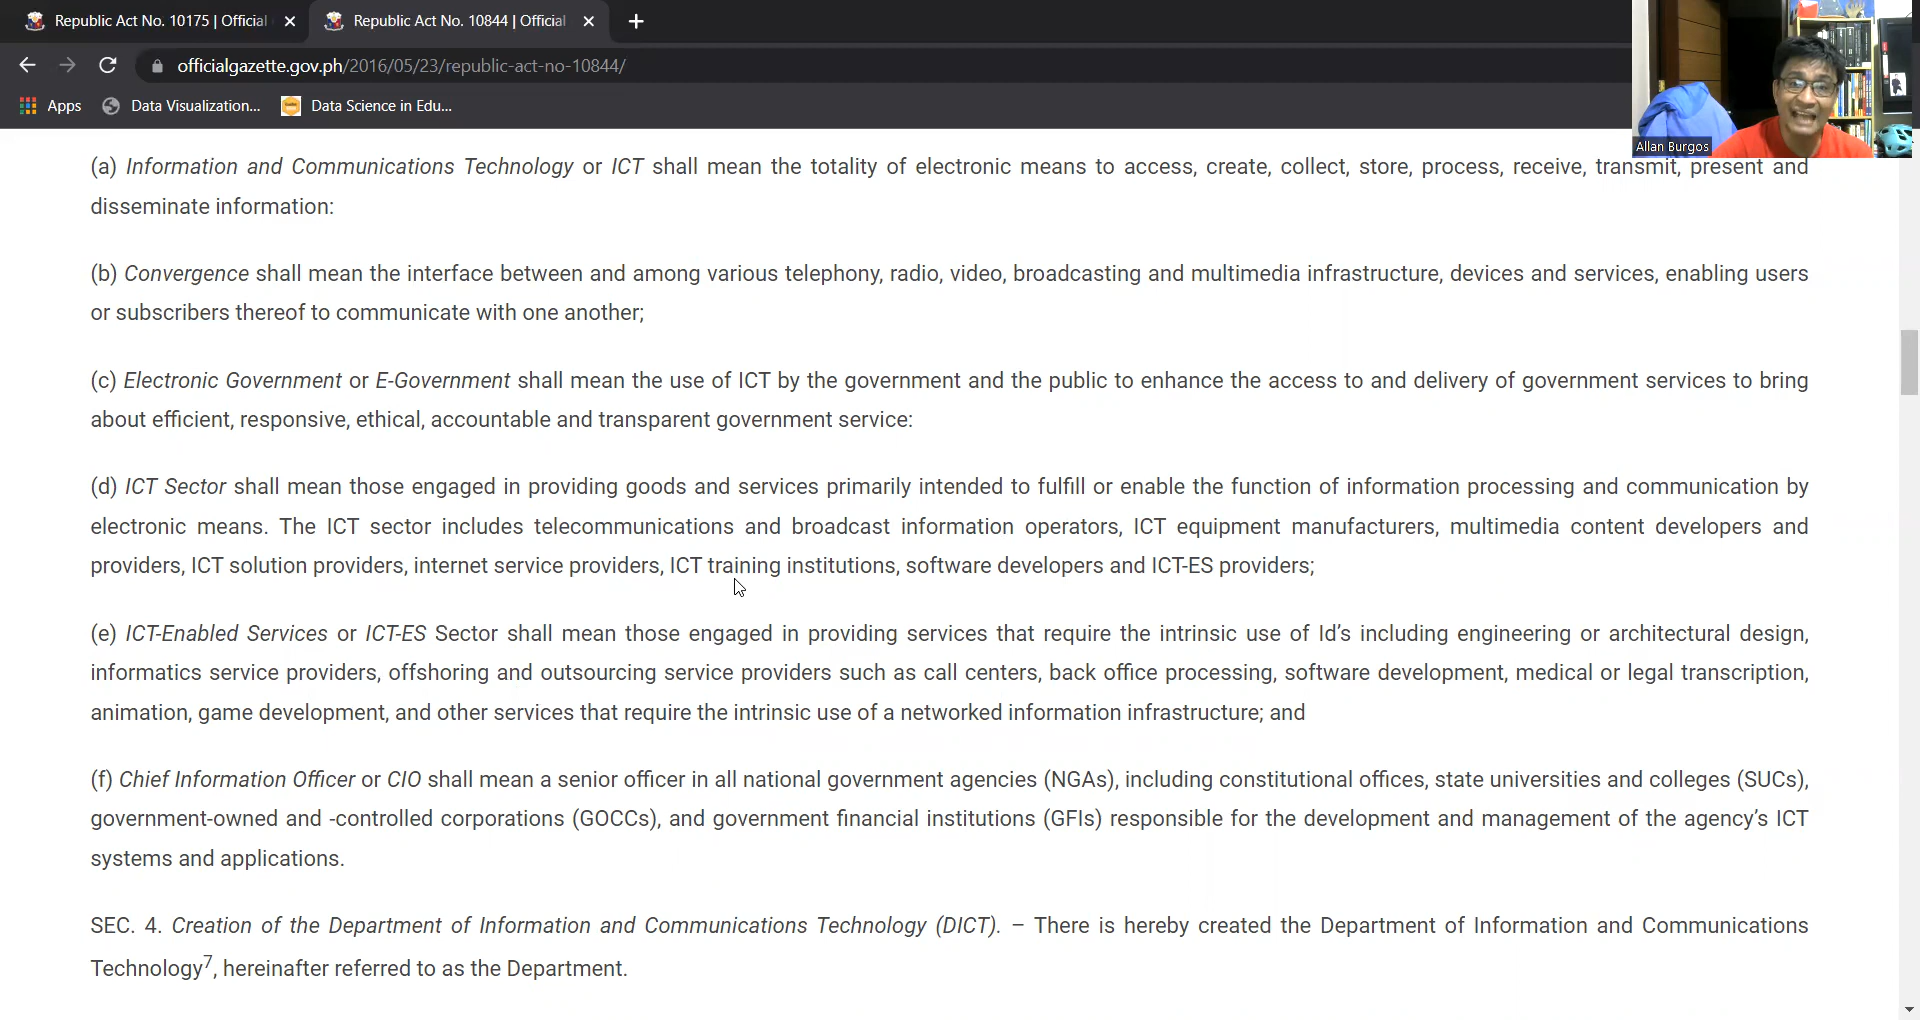 Republic Act No. 10175 | Official
Republic Act No. 10844 | Official
officialgazette.gov.ph/2016/05/23/republic-act-no-10844/
Apps
Data Visualization...
Data Science in Edu...
Allan Burgos
(a) Information and Communications Technology or ICT shall mean the totality of electronic means to access, create, collect, store, process, receive, transmit, present and
disseminate information:
(b) Convergence shall mean the interface between and among various telephony, radio, video, broadcasting and multimedia infrastructure, devices and services, enabling users
or subscribers thereof to communicate with one another;
(c) Electronic Government or E-Government shall mean the use of ICT by the government and the public to enhance the access to and delivery of government services to bring
about efficient, responsive, ethical, accountable and transparent government service:
(d) ICT Sector shall mean those engaged in providing goods and services primarily intended to fulfill or enable the function of information processing and communication by
electronic means. The ICT sector includes telecommunications and broadcast information operators, ICT equipment manufacturers, multimedia content developers and
providers, ICT solution providers, internet service providers, ICT training institutions, software developers and ICT-ES providers;
(e) ICT-Enabled Services or ICT-ES Sector shall mean those engaged in providing services that require the intrinsic use of Id’s including engineering or architectural design,
informatics service providers, offshoring and outsourcing service providers such as call centers, back office processing, software development, medical or legal transcription,
animation, game development, and other services that require the intrinsic use of a networked information infrastructure; and
(f) Chief Information Officer or CIO shall mean a senior officer in all national government agencies (NGAs), including constitutional offices, state universities and colleges (SUCs),
government-owned and -controlled corporations (GOCCs), and government financial institutions (GFIs) responsible for the development and management of the agency’s ICT
systems and applications.
SEC. 4. Creation of the Department of Information and Communications Technology (DICT). – There is hereby created the Department of Information and Communications
Technology7, hereinafter referred to as the Department.